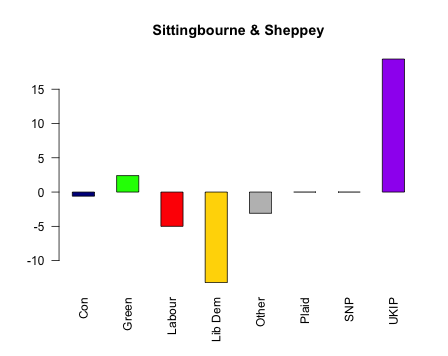 Sittingbourne & Sheppey
15
10
5
0
-5
-10
Con
Green
Labour
Lib Dem
Other
Plaid
SNP
UKIP